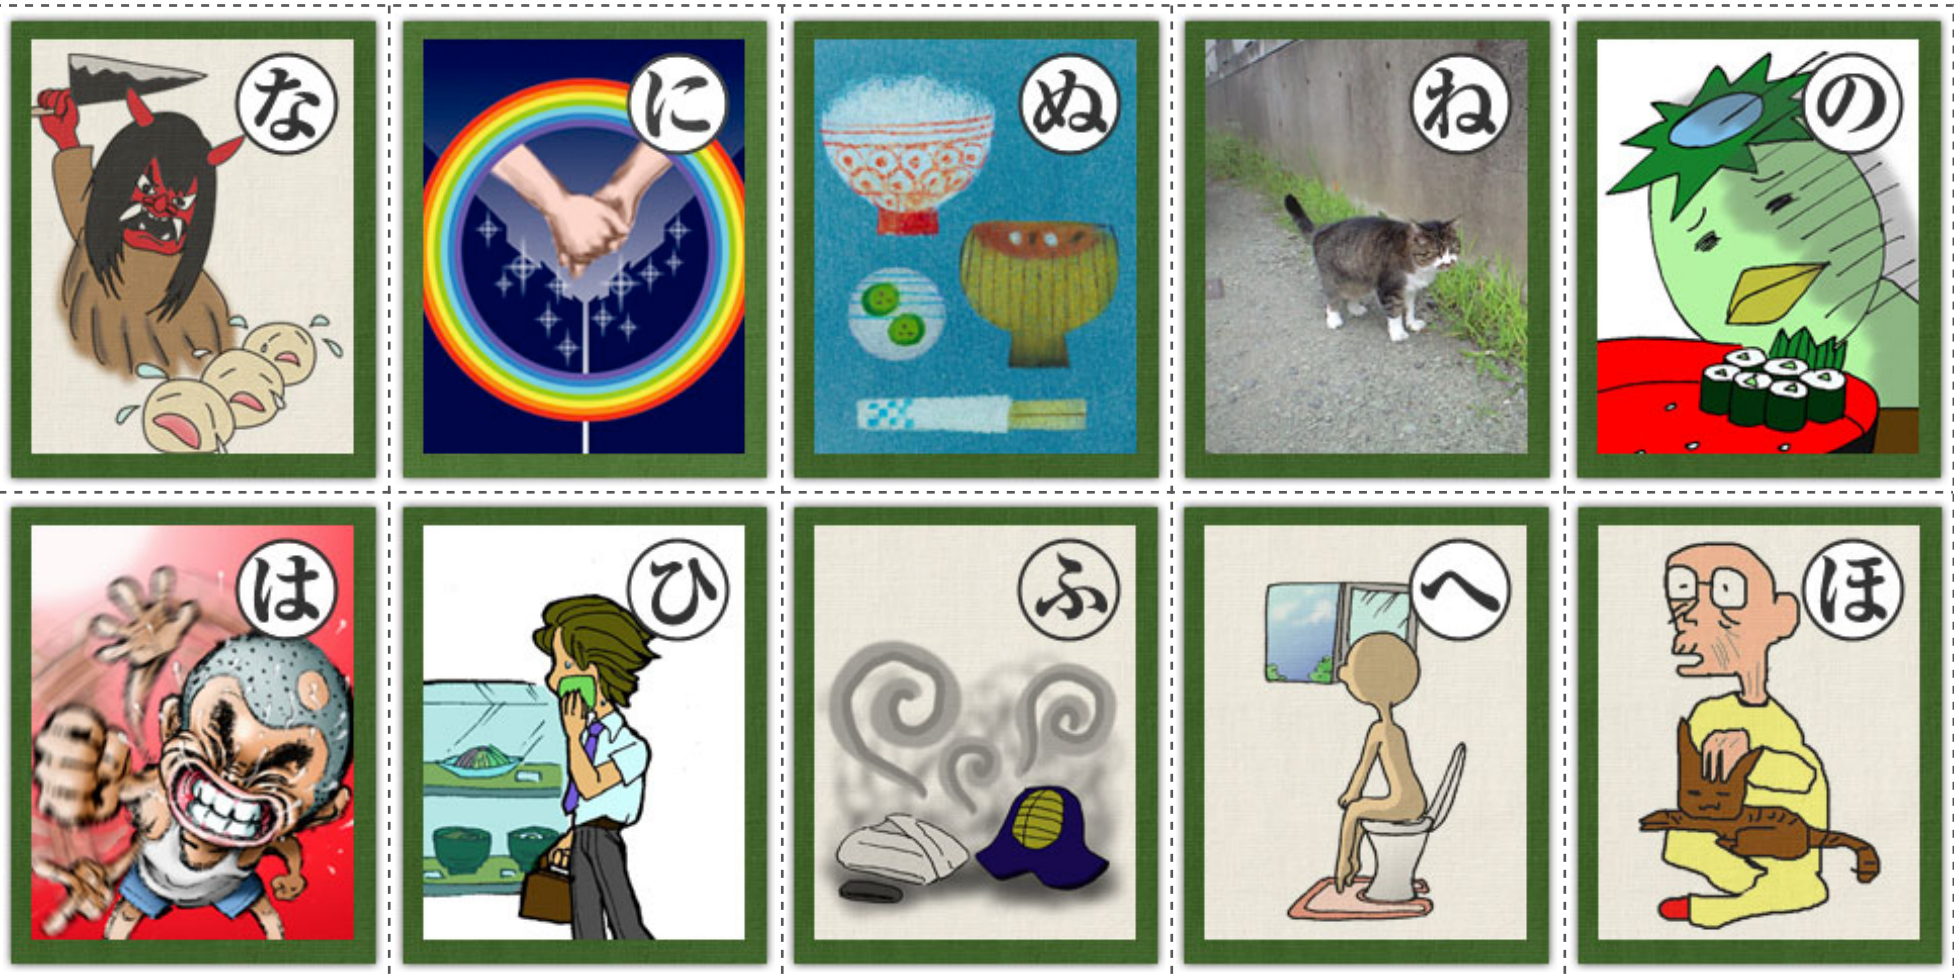 な
に
ぬ
ね
の
は
ひ
ふ
へ
ほ